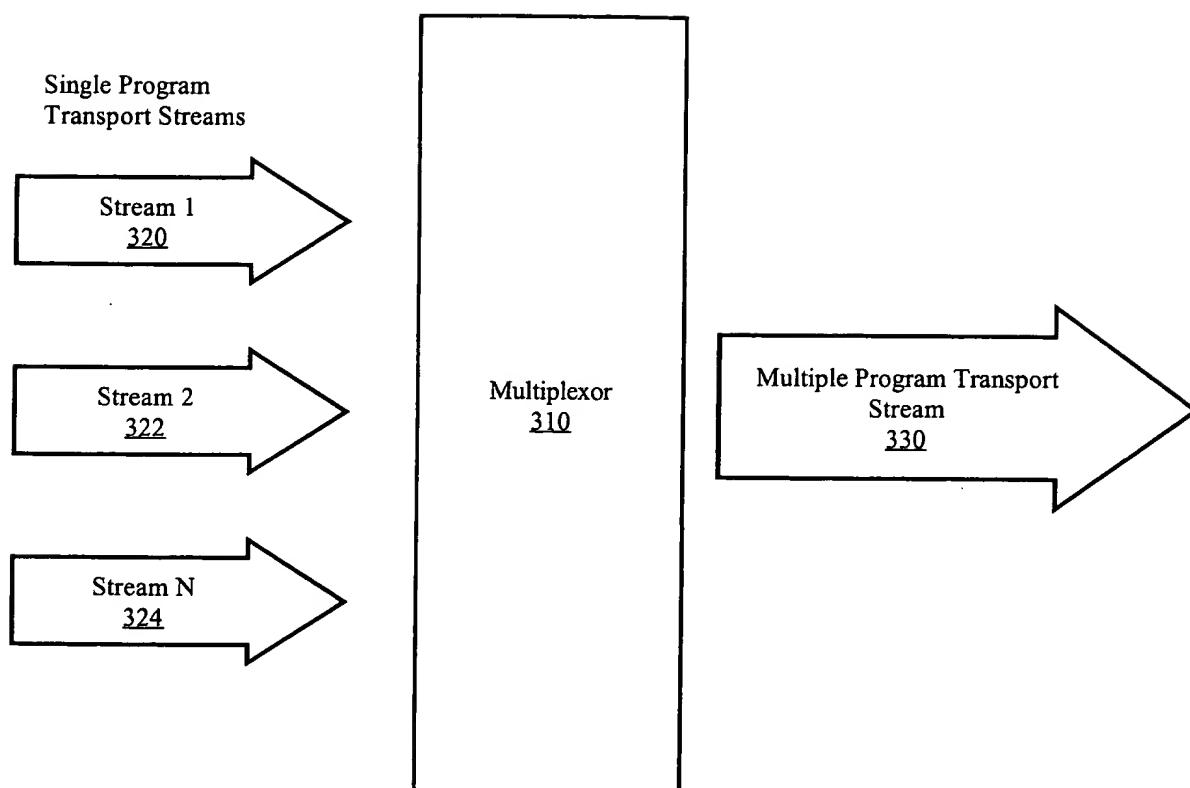 Single Program
Transport Streams
Stream 1
320
Stream 2
322
Stream N
324
Multiplexor
310
Multiple Program Transport
Stream
330